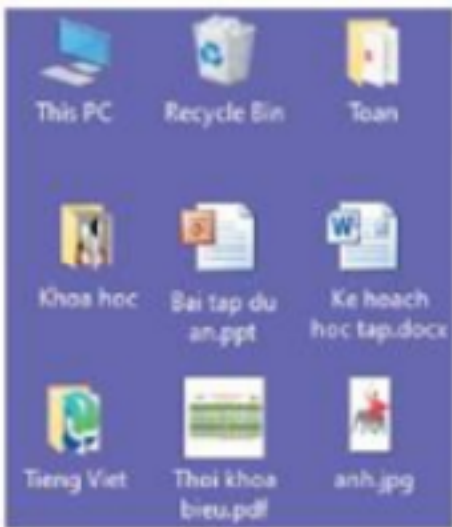 This PC
Recycle Bin
Toan
Khoa hoc
Bai tap du
an.ppt
Ke hoach
hoc tap.docx
Tieng Viet
Thoi khoa
bieu.pdf
anh.jpg